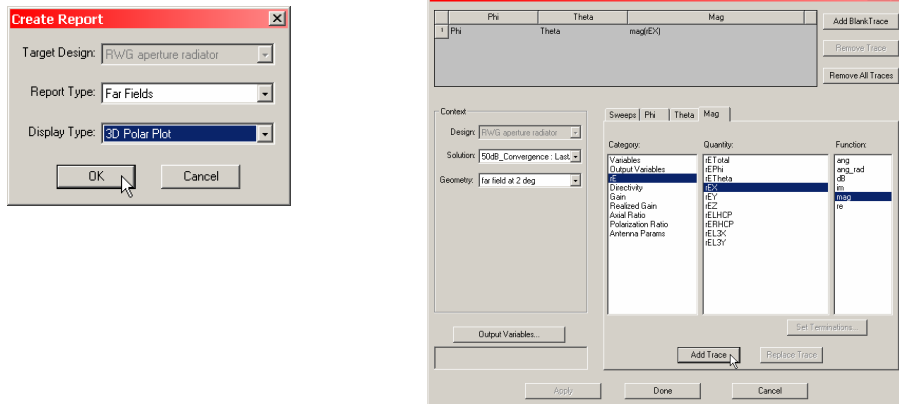 Create Report
Target Design: RWG aperture radiator
Report Type: Far Fields
Display Type: 3D Polar Plot
OK Cancel
Phi Theta Mag
1 Phi Theta mag(rEX)
Add BlankTrace
Remove Trace
Remove All Traces
Context
Design: RWG aperture radiator
Solution: 50dB_Convergence : Last
Geometry: far field at 2 deg
Output Variables...
Sweeps Phi Theta Mag
Category: Quantity: Function:
Variables rETotal ang
Output Variables rEPhi ang_rad
rE rETheta dB
Directivity rEX im
Gain rEY mag
Realized Gain rEZ re
Axial Ratio rELHCP
Polarization Ratio rERHCP
Antenna Params rEL3X
rEL3Y
Set Terminations...
Add Trace Replace Trace
Apply Done Cancel